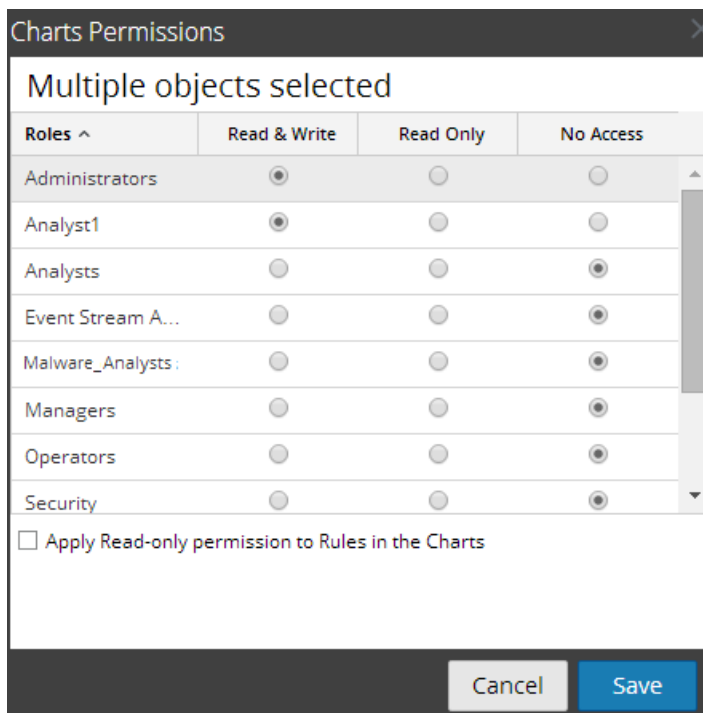 Charts Permissions
Multiple objects selected
Roles Read & Write Read Only No Access
Administrators
Analyst1
Analysts
Event Stream A...
Malware_Analysts
Managers
Operators
Security
Apply Read-only permission to Rules in the Charts
Cancel Save